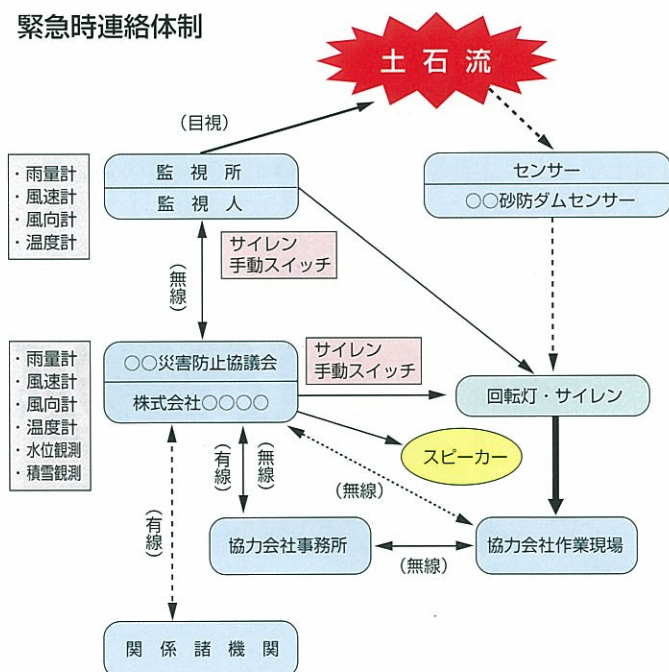 緊急時連絡体制
土石流
(目視)
・雨量計
・風速計
・風向計
・温度計
監視所
監視人
センサー
○○砂防ダムセンサー
サイレン
手動スイッチ
(無線)
・雨量計
・風速計
・風向計
・温度計
・水位観測
・積雪観測
○○災害防止協議会
株式会社○○○○
サイレン
手動スイッチ
回転灯・サイレン
スピーカー
(有線)
(無線)
(無線)
(有線)
協力会社事務所
(無線)
協力会社作業現場
関係諸機関